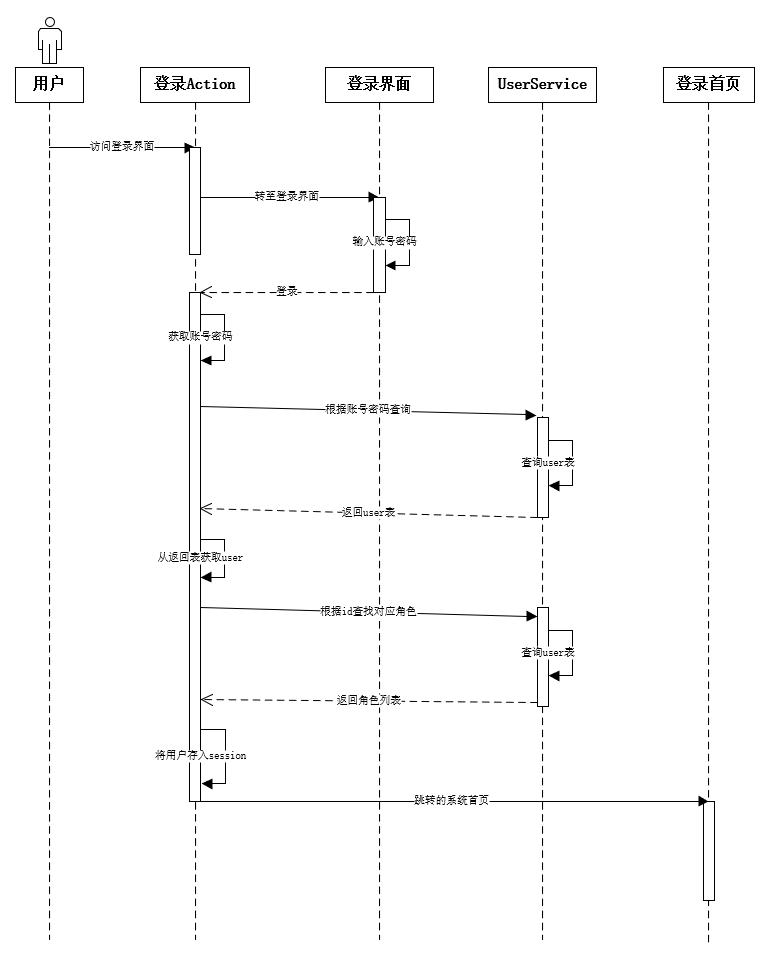 用户
登录Action
登录界面
UserService
登录首页
访问登录界面
转至登录界面
输入账号密码
登录
获取账号密码
根据账号密码查询
查询user表
返回user表
从返回表获取user
根据id查找对应角色
查询user表
返回角色列表
将用户存入session
跳转的系统首页